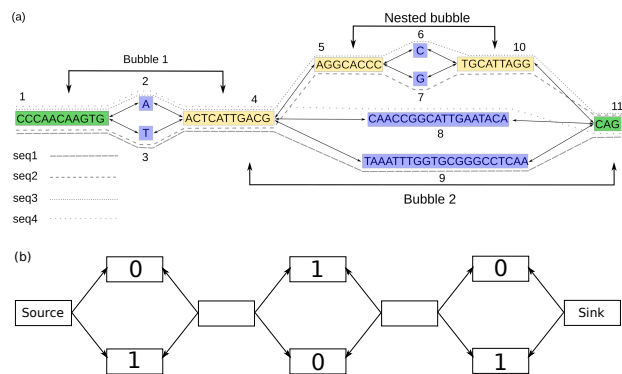 (a)
Nested bubble
Bubble 1
6
5 C 10
AGGCACCC TGCATTAGG
2 G
1 A 4 7 11
CCCAACAAGTG ACTCATTGACG CAACCGGCATTGAATACA CAG
T 8
seq1 3 TAAATTTGGTGCGGGCCTCAA
seq2 9
seq3 Bubble 2
seq4
(b)
0 1 0
Source Sink
1 0 1